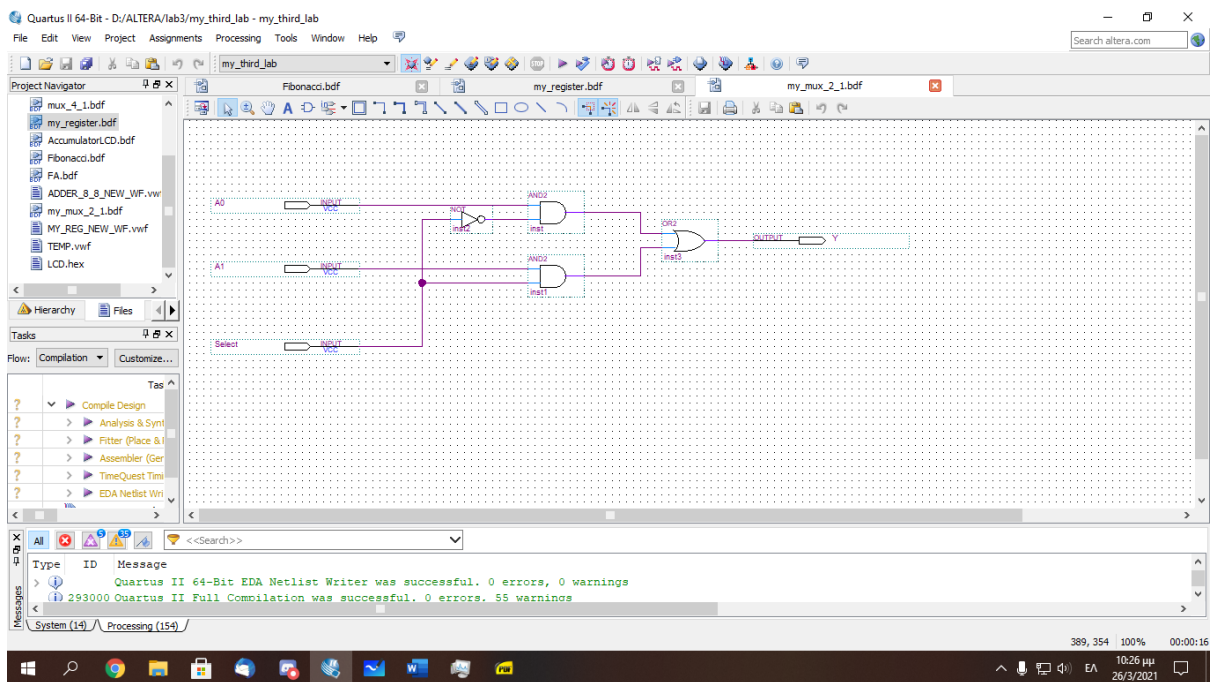 Quartus II 64-Bit - D:/ALTERA/lab3/my_third_lab - my_third_lab
File Edit View Project Assignments Processing Tools Window Help
Search altera.com
my_third_lab
Project Navigator
Fibonacci.bdf
my_register.bdf
my_mux_2_1.bdf
mux_4_1.bdf
my_register.bdf
AccumulatorLCD.bdf
Fibonacci.bdf
FA.bdf
ADDER_8_8_NEW_WF.vwf
my_mux_2_1.bdf
MY_REG_NEW_WF.vwf
TEMP.vwf
LCD.hex
Hierarchy
Files
Tasks
Flow: Compilation
Customize...
Tas
Compile Design
Analysis & Synt
Fitter (Place & R
Assembler (Ger
TimeQuest Timi
EDA Netlist Wri
A0
INPUT
VCC
NOT
inst2
AND2
inst
OR2
inst3
OUTPUT
Y
A1
INPUT
VCC
AND2
inst1
Select
INPUT
VCC
All
5
35
<<Search>>
Type ID Message
Quartus II 64-Bit EDA Netlist Writer was successful. 0 errors, 0 warnings
293000 Quartus II Full Compilation was successful. 0 errors, 55 warnings
Messages
System (14)
Processing (154)
389, 354 100% 00:00:16
PDF
ΕΛ
10:26 μμ
26/3/2021